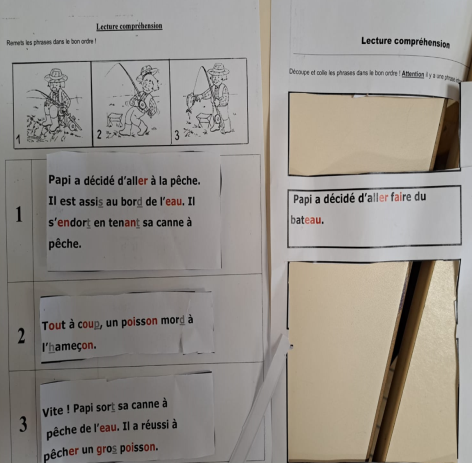 Lecture compréhension
Remets les phrases dans le bon ordre !
1
2
3
1
Papi a décidé d'aller à la pêche.
Il est assis au bord de l'eau. Il
s'endort en tenant sa canne à
pêche.
2
Tout à coup, un poisson mord à
l'hameçon.
3
Vite ! Papi sort sa canne à
pêche de l'eau. Il a réussi à
pêcher un gros poisson.
Lecture compréhension
Découpe et colle les phrases dans le bon ordre ! Attention il y a une phrase
Papi a décidé d'aller faire du
bateau.